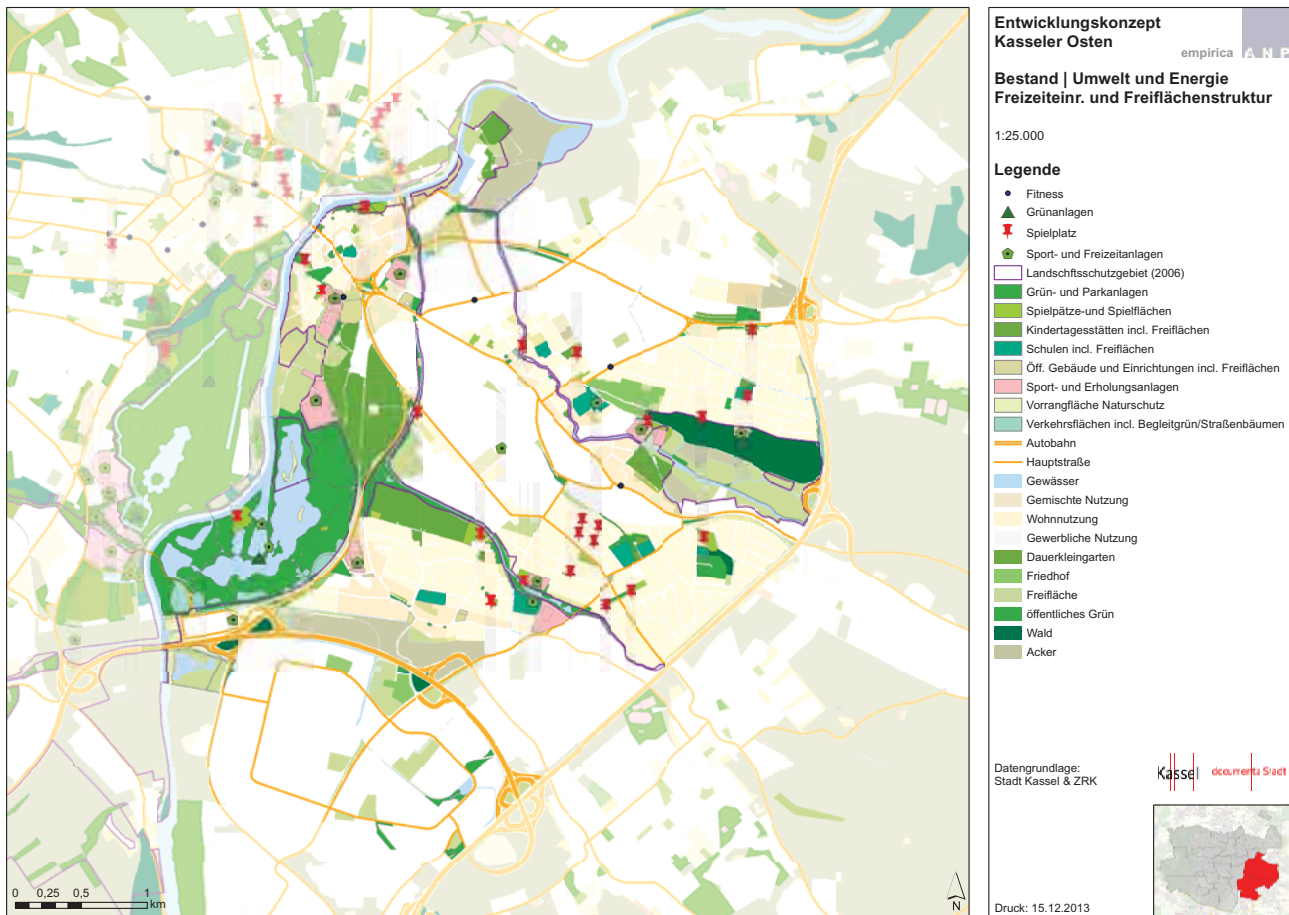 Entwicklungskonzept
Kasseler Osten
empirica ANP
Bestand | Umwelt und Energie
Freizeiteinr. und Freiflächenstruktur
1:25.000
Legende
Fitness
Grünanlagen
Spielplatz
Sport- und Freizeitanlagen
Landschftsschutzgebiet (2006)
Grün- und Parkanlagen
Spielpätze-und Spielflächen
Kindertagesstätten incl. Freiflächen
Schulen incl. Freiflächen
Öff. Gebäude und Einrichtungen incl. Freiflächen
Sport- und Erholungsanlagen
Vorrangfläche Naturschutz
Verkehrsflächen incl. Begleitgrün/Straßenbäumen
Autobahn
Hauptstraße
Gewässer
Gemischte Nutzung
Wohnnutzung
Gewerbliche Nutzung
Dauerkleingarten
Friedhof
Freifläche
öffentliches Grün
Wald
Acker
Datengrundlage:
Stadt Kassel & ZRK
Kassel documenta Stadt
0 0,25 0,5 1
km
N
Druck: 15.12.2013